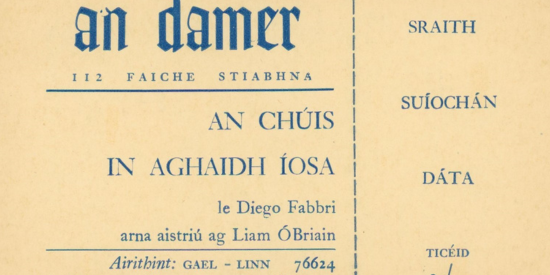 an damer
112 FAICHE STIABHNA
AN CHÚIS
IN AGHAIDH ÍOSA
le Diego Fabbri
arna aistriú ag Liam ÓBriain
Airithint: GAEL - LINN 76624
SRAITH
SUÍOCHÁN
DÁTA
TICÉID